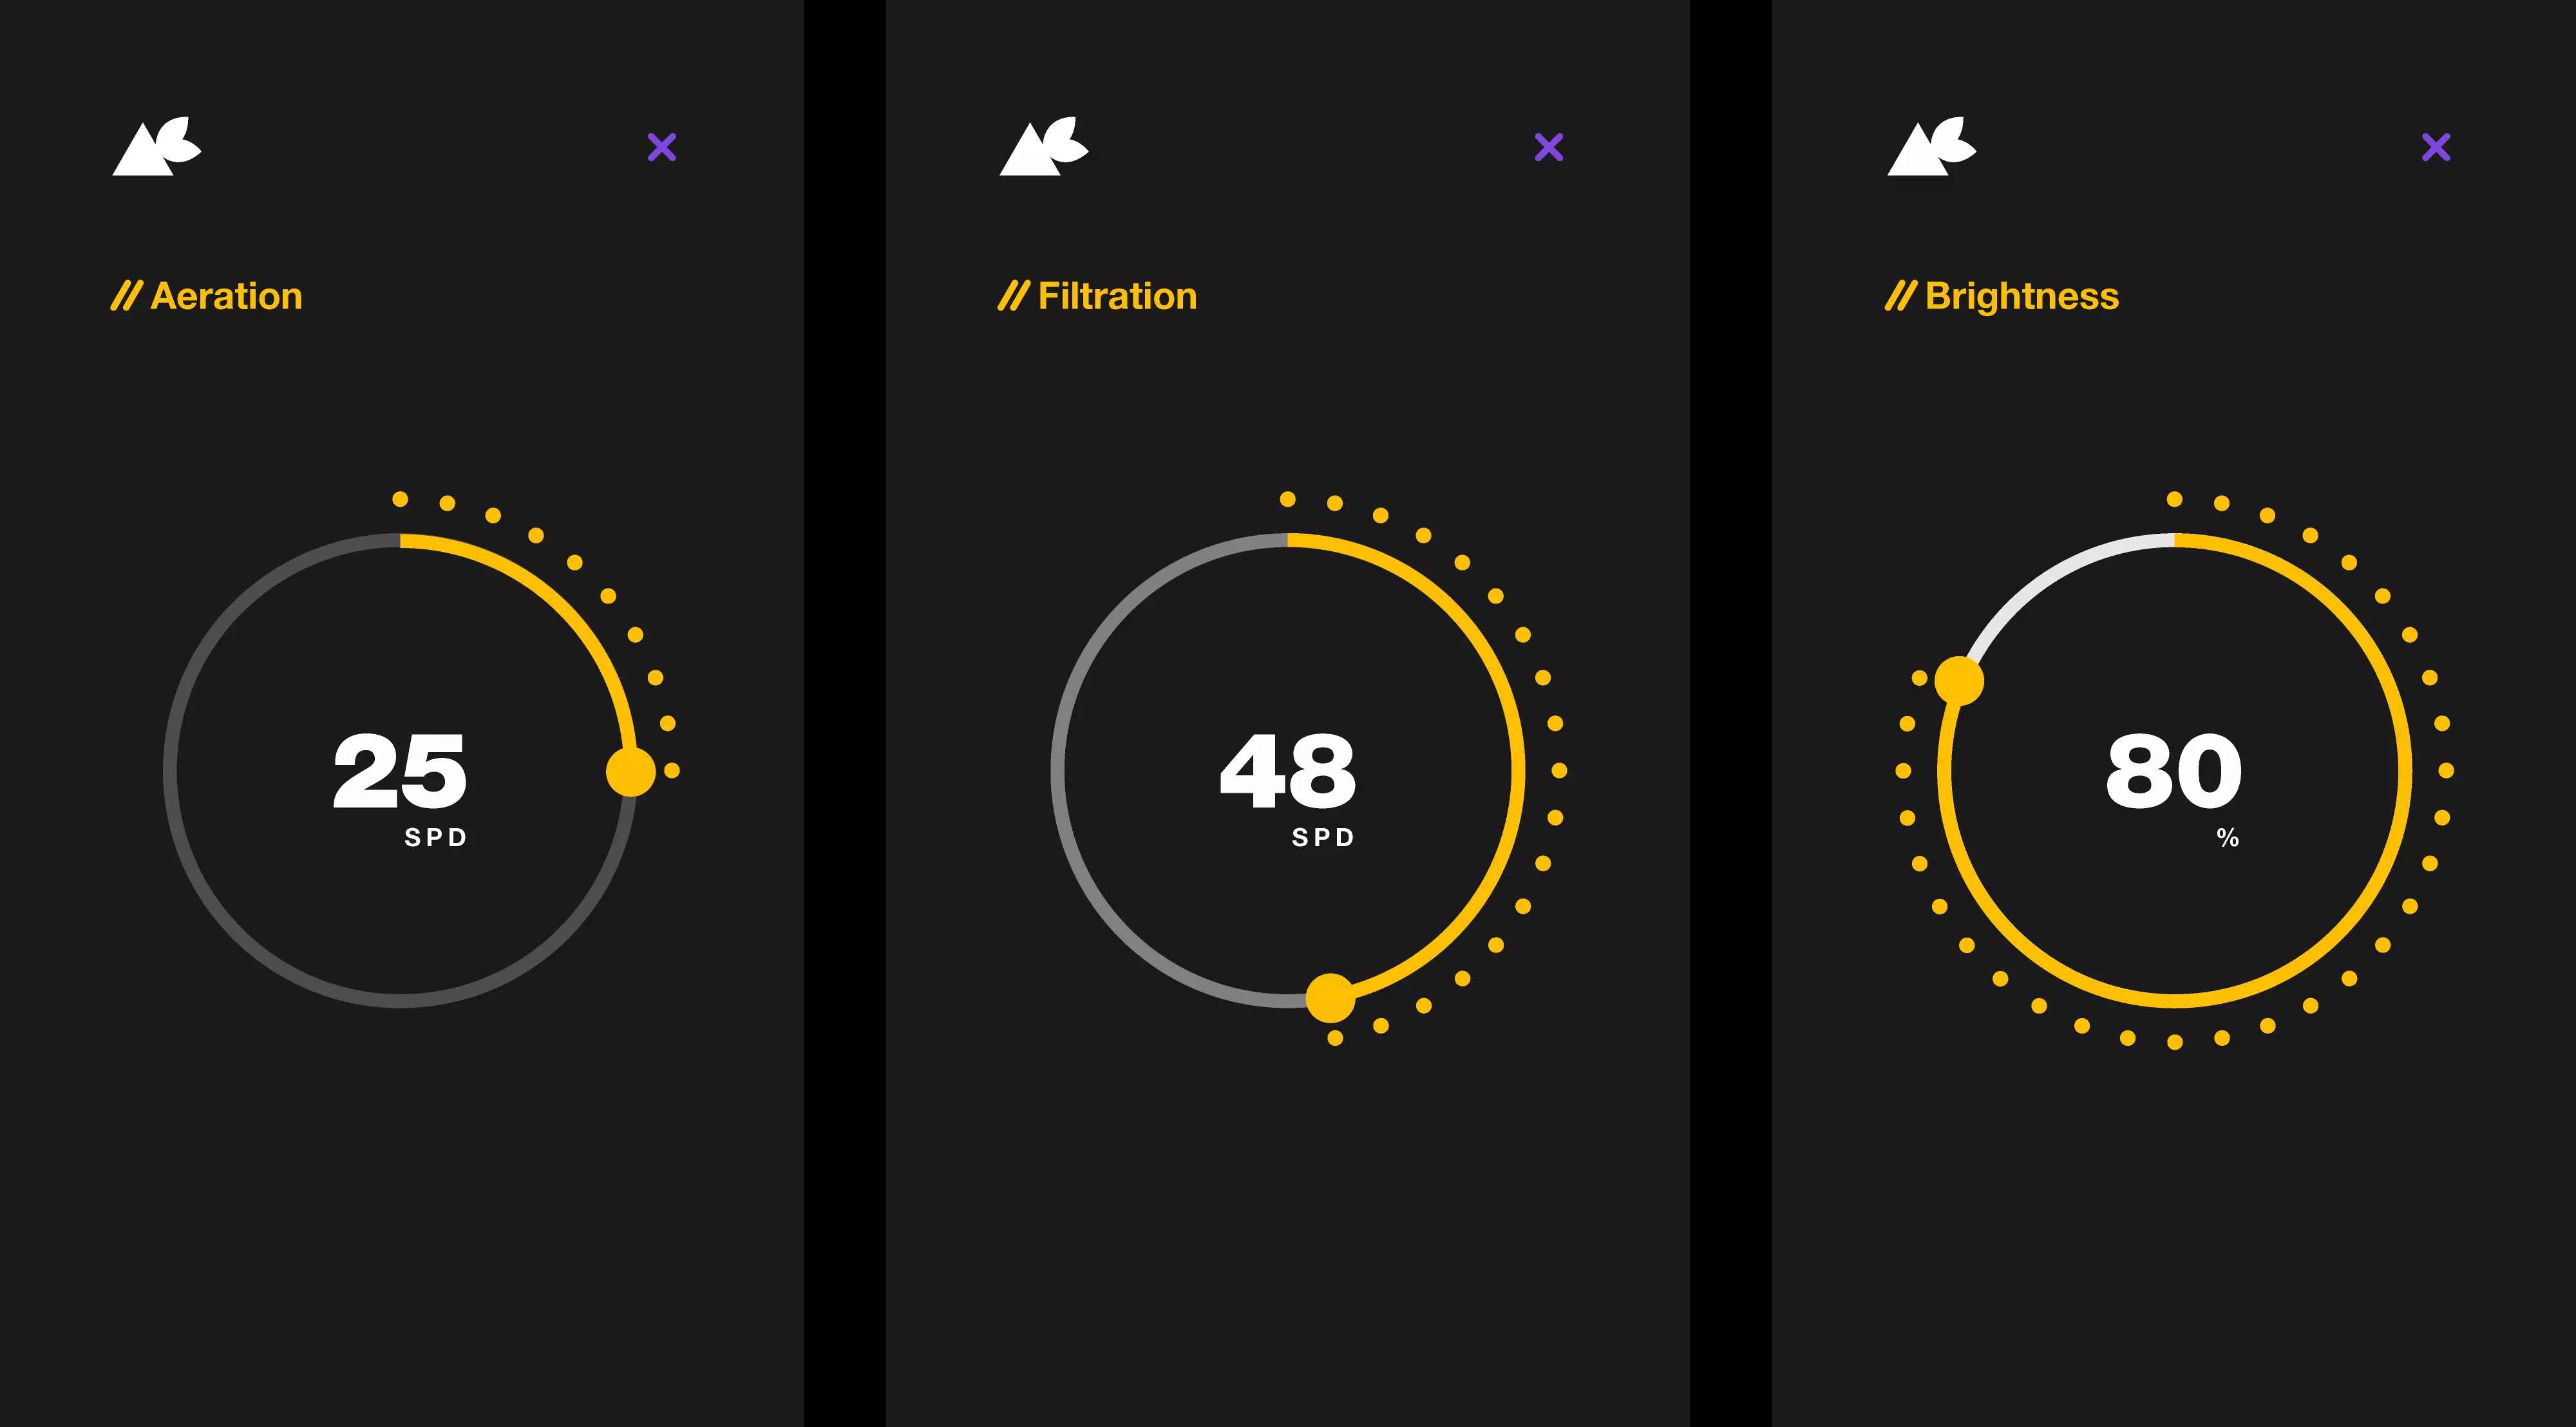 // Aeration
25
SPD
// Filtration
48
SPD
// Brightness
80
%